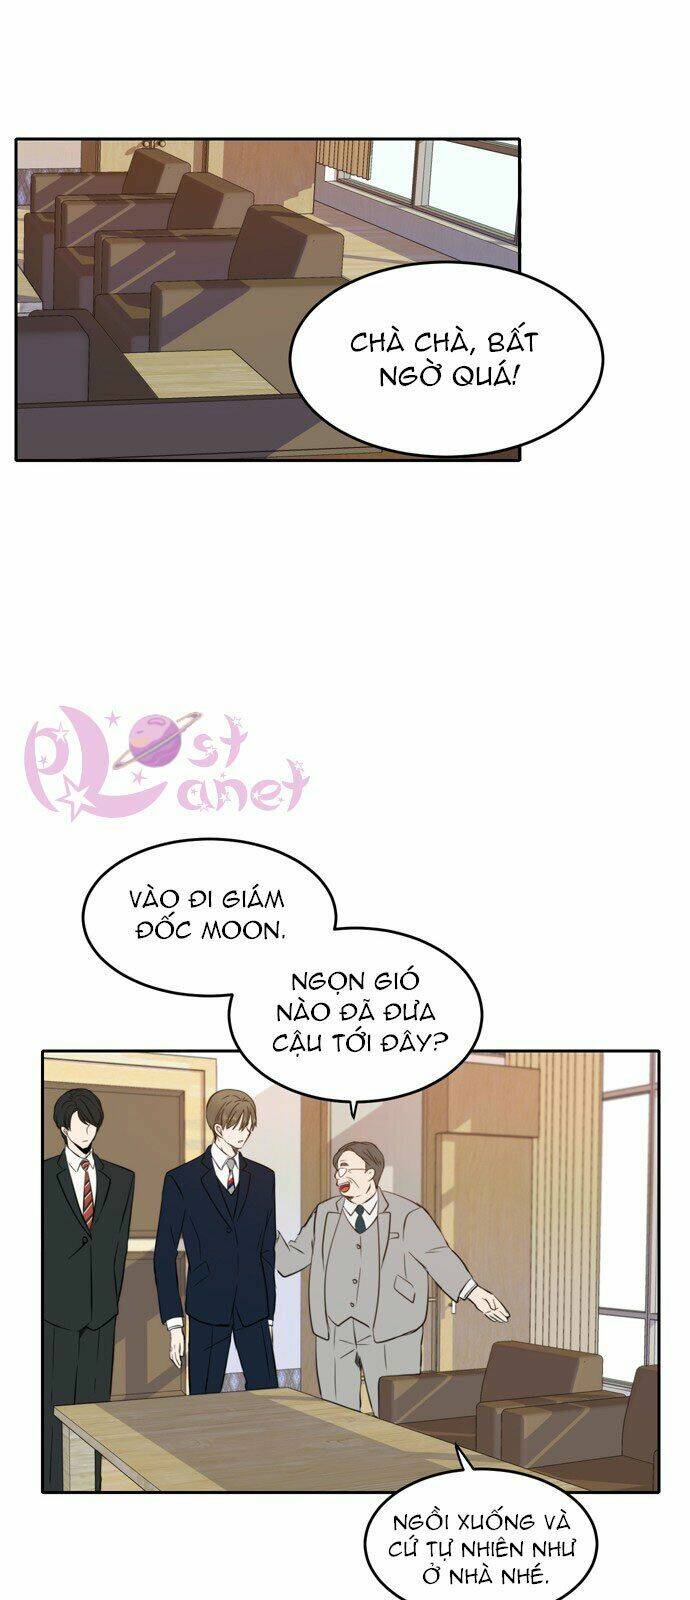 CHÀ CHÀ, BẤT
NGỜ QUÁ!
Lost
Planet
VÀO ĐI GIÁM
ĐỐC MOON.
NGỌN GIÓ
NÀO ĐÃ ĐƯA
CẬU TỚI ĐÂY?
NGỒI XUỐNG VÀ
CỨ TỰ NHIÊN NHƯ
Ở NHÀ NHÉ.